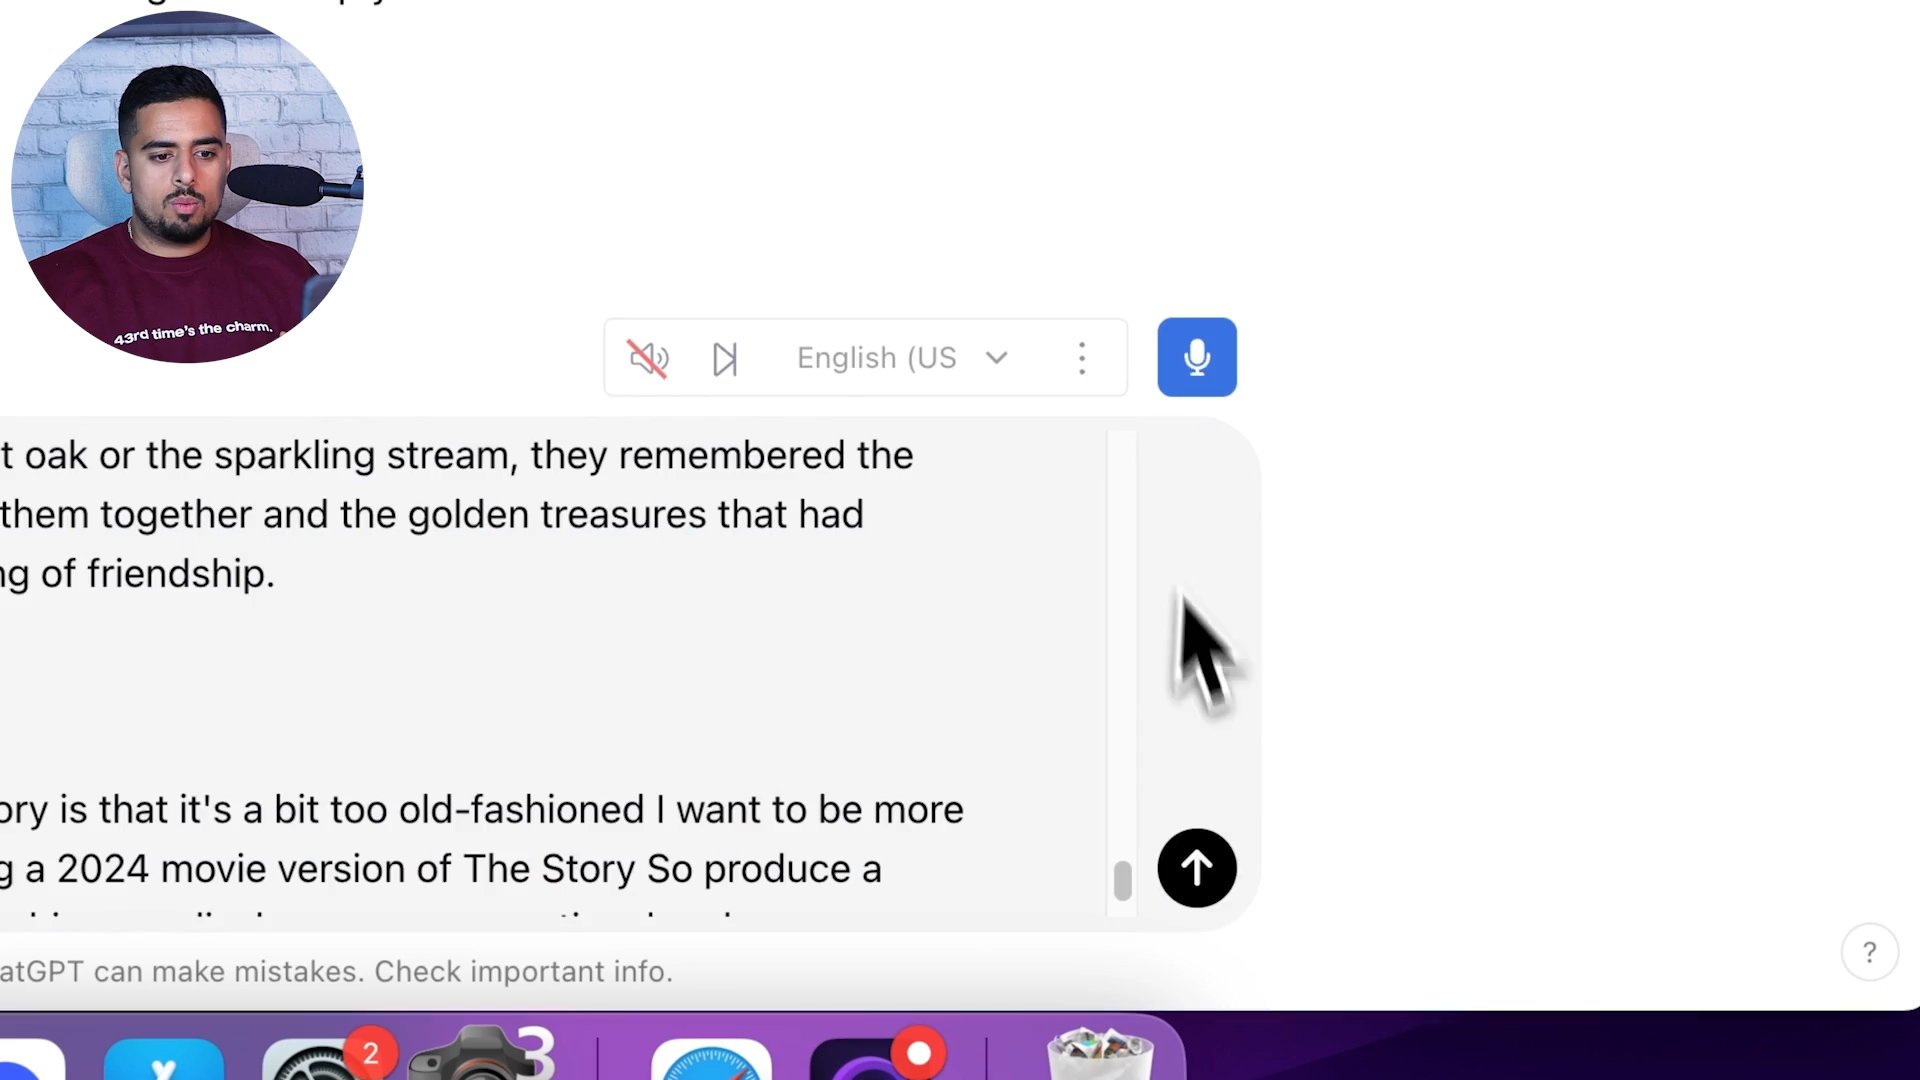 43rd time's the charm.
English (US
t oak or the sparkling stream, they remembered the
them together and the golden treasures that had
ng of friendship.
ory is that it's a bit too old-fashioned I want to be more
g a 2024 movie version of The Story So produce a
atGPT can make mistakes. Check important info.
?
2
3